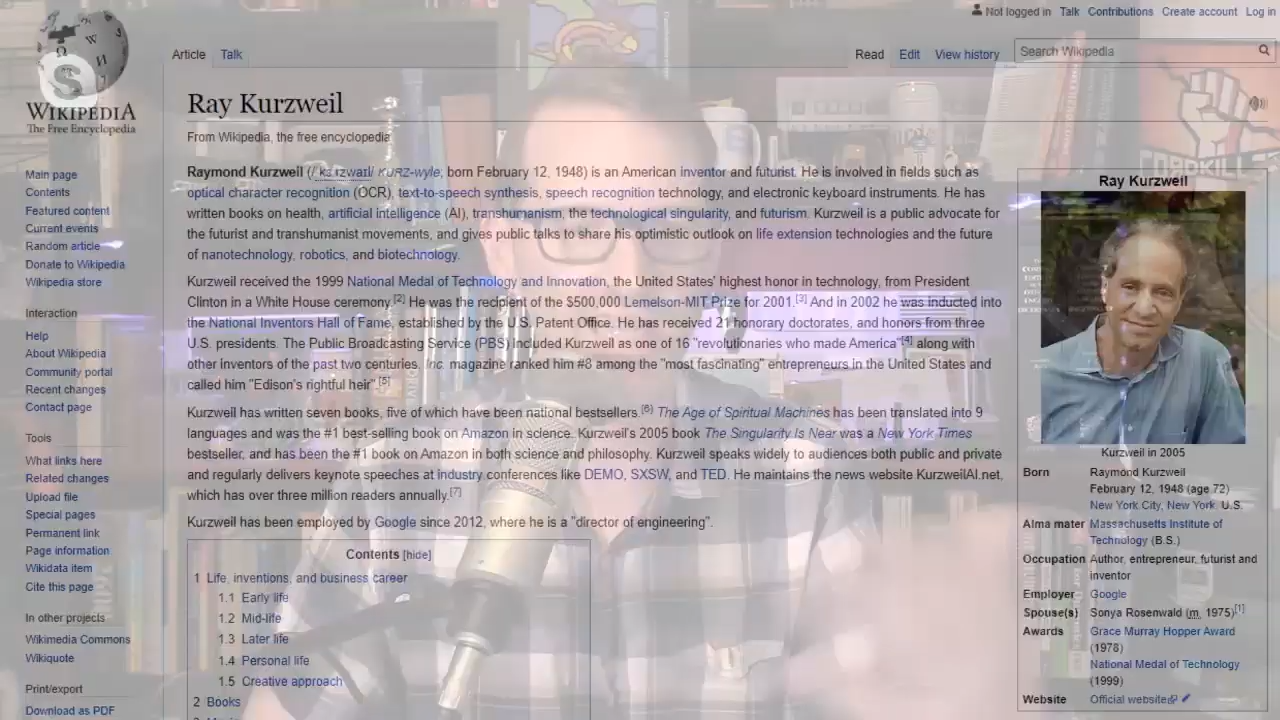 Not logged in Talk Contributions Create account Log in
Article Talk
Read Edit View history
Search Wikipedia
S
WIKIPEDIA
The Free Encyclopedia
Ray Kurzweil
From Wikipedia, the free encyclopedia
Raymond Kurzweil (/ˈkɜːrzwaɪl/ KURZ-wyle; born February 12, 1948) is an American inventor and futurist. He is involved in fields such as
optical character recognition (OCR), text-to-speech synthesis, speech recognition technology, and electronic keyboard instruments. He has
written books on health, artificial intelligence (AI), transhumanism, the technological singularity, and futurism. Kurzweil is a public advocate for
the futurist and transhumanist movements, and gives public talks to share his optimistic outlook on life extension technologies and the future
of nanotechnology, robotics, and biotechnology.
Kurzweil received the 1999 National Medal of Technology and Innovation, the United States' highest honor in technology, from President
Clinton in a White House ceremony.[2] He was the recipient of the $500,000 Lemelson-MIT Prize for 2001.[3] And in 2002 he was inducted into
the National Inventors Hall of Fame, established by the U.S. Patent Office. He has received 21 honorary doctorates, and honors from three
U.S. presidents. The Public Broadcasting Service (PBS) included Kurzweil as one of 16 "revolutionaries who made America"[4] along with
other inventors of the past two centuries. Inc. magazine ranked him #8 among the "most fascinating" entrepreneurs in the United States and
called him "Edison's rightful heir".[5]
Kurzweil has written seven books, five of which have been national bestsellers.[6] The Age of Spiritual Machines has been translated into 9
languages and was the #1 best-selling book on Amazon in science. Kurzweil's 2005 book The Singularity Is Near was a New York Times
bestseller, and has been the #1 book on Amazon in both science and philosophy. Kurzweil speaks widely to audiences both public and private
and regularly delivers keynote speeches at industry conferences like DEMO, SXSW, and TED. He maintains the news website KurzweilAI.net,
which has over three million readers annually.[7]
Kurzweil has been employed by Google since 2012, where he is a "director of engineering".
Contents [hide]
1 Life, inventions, and business career
1.1 Early life
1.2 Mid-life
1.3 Later life
1.4 Personal life
1.5 Creative approach
2 Books
Main page
Contents
Featured content
Current events
Random article
Donate to Wikipedia
Wikipedia store
Interaction
Help
About Wikipedia
Community portal
Recent changes
Contact page
Tools
What links here
Related changes
Upload file
Special pages
Permanent link
Page information
Wikidata item
Cite this page
In other projects
Wikimedia Commons
Wikiquote
Print/export
Download as PDF
Ray Kurzweil
Kurzweil in 2005
Born Raymond Kurzweil
February 12, 1948 (age 72)
New York City, New York, U.S.
Alma mater Massachusetts Institute of
Technology (B.S.)
Occupation Author, entrepreneur, futurist and
inventor
Employer Google
Spouse(s) Sonya Rosenwald (m. 1975)[1]
Awards Grace Murray Hopper Award
(1978)
National Medal of Technology
(1999)
Website Official website